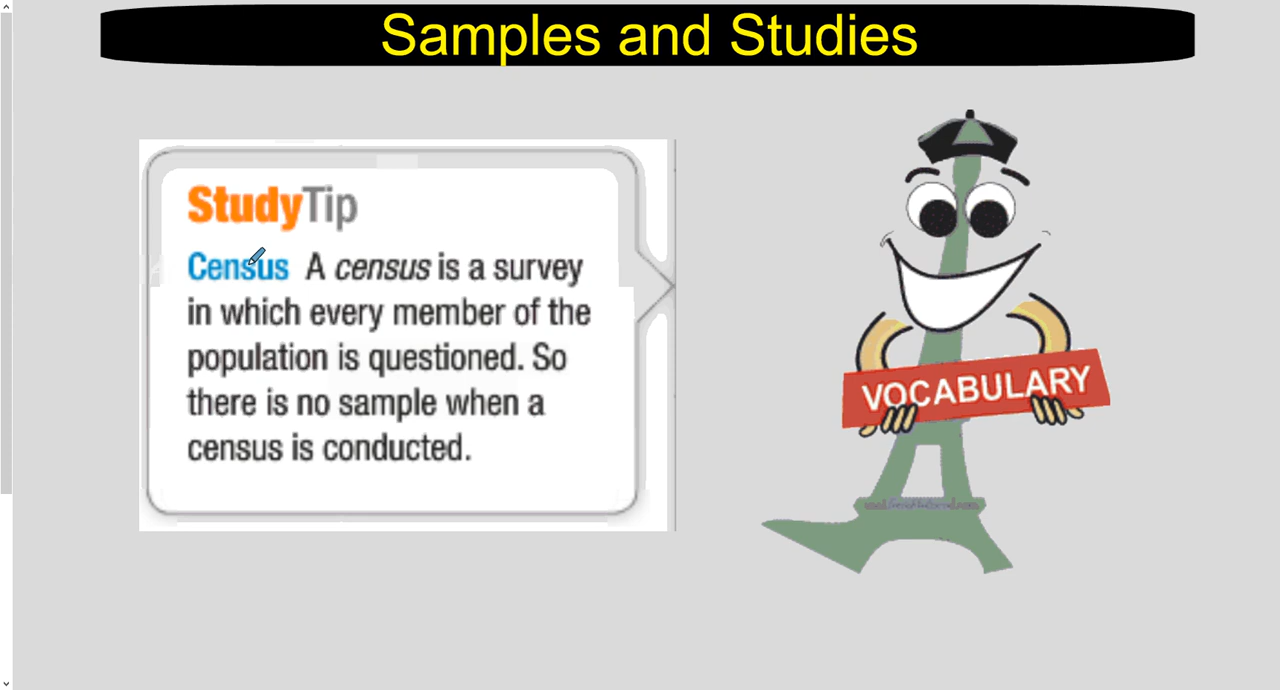 Samples and Studies
StudyTip
Census A census is a survey
in which every member of the
population is questioned. So
there is no sample when a
census is conducted.
VOCABULARY